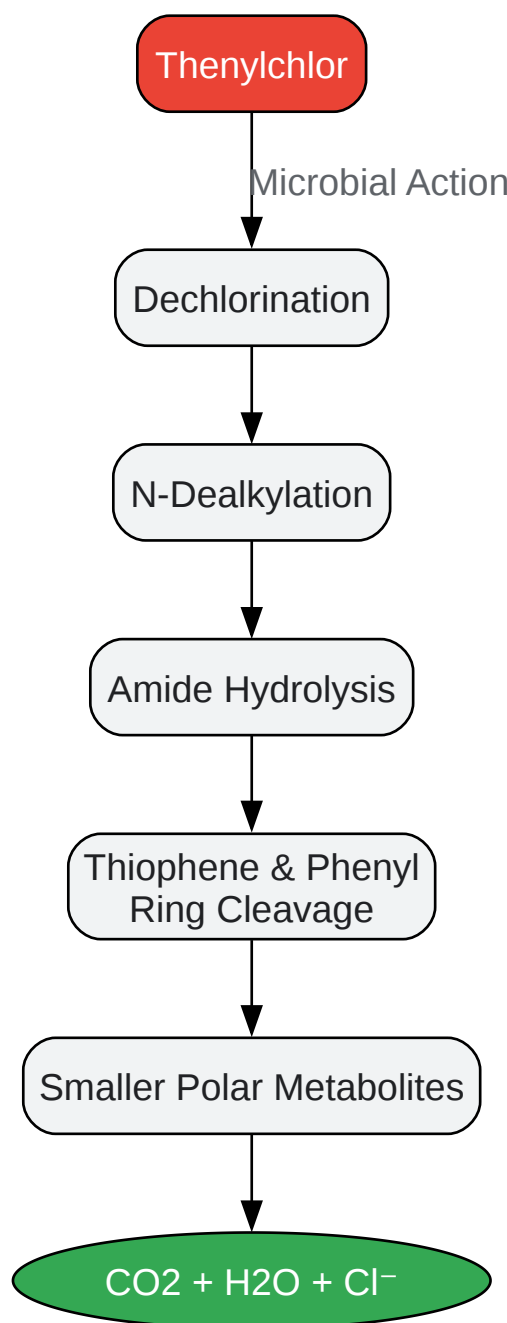 Thenylchlor
Microbial Action
Dechlorination
N-Dealkylation
Amide Hydrolysis
Thiophene & Phenyl
Ring Cleavage
Smaller Polar Metabolites
CO2 + H2O + Cl⁻